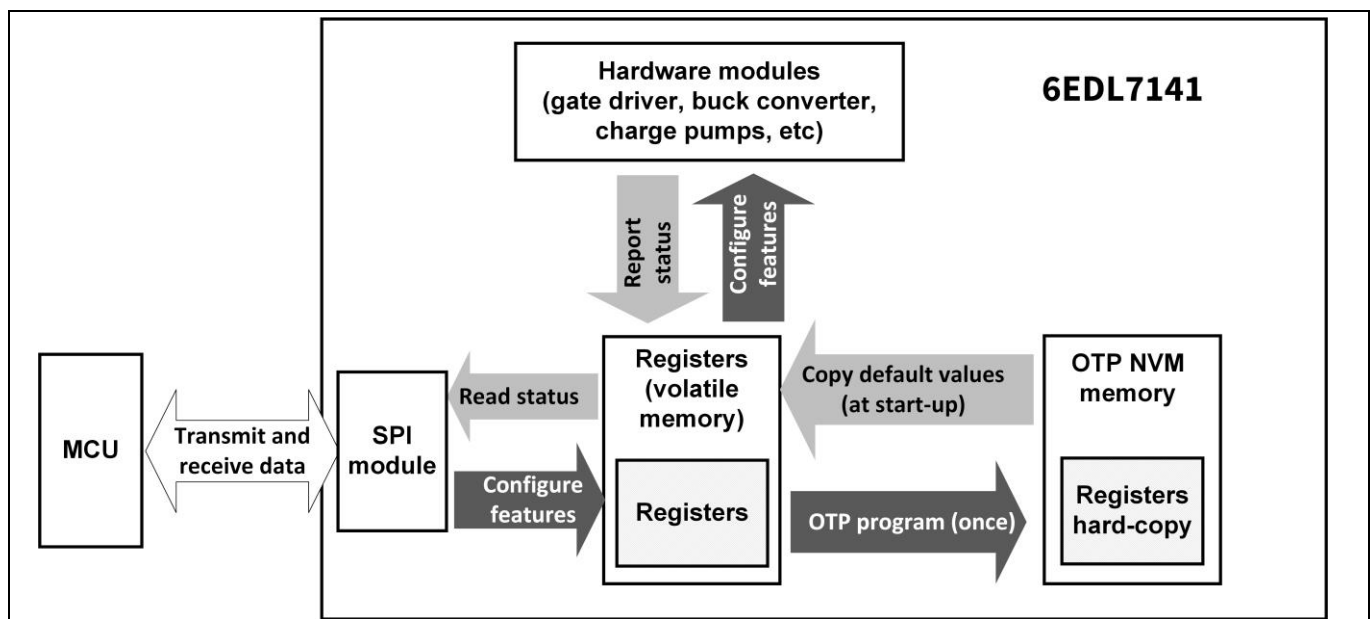 Hardware modules
(gate driver, buck converter,
charge pumps, etc)
6EDL7141
Report
status
Configure
features
MCU
Transmit and
receive data
SPI
module
Read status
Configure
features
Registers
(volatile
memory)
Registers
Copy default values
(at start-up)
OTP program (once)
OTP NVM
memory
Registers
hard-copy